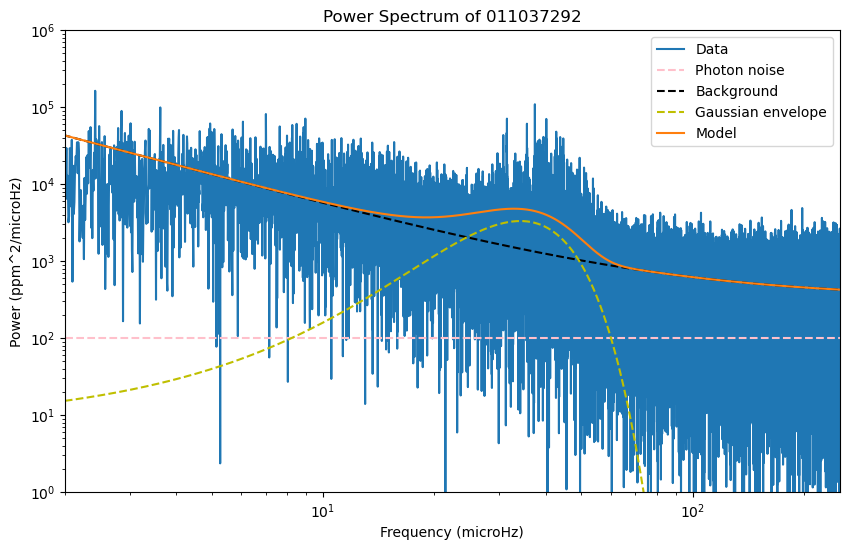 Power Spectrum of 011037292
Power (ppm^2/microHz)
10^6
10^5
10^4
10^3
10^2
10^1
10^0
Data
Photon noise
Background
Gaussian envelope
Model
10^1
10^2
Frequency (microHz)